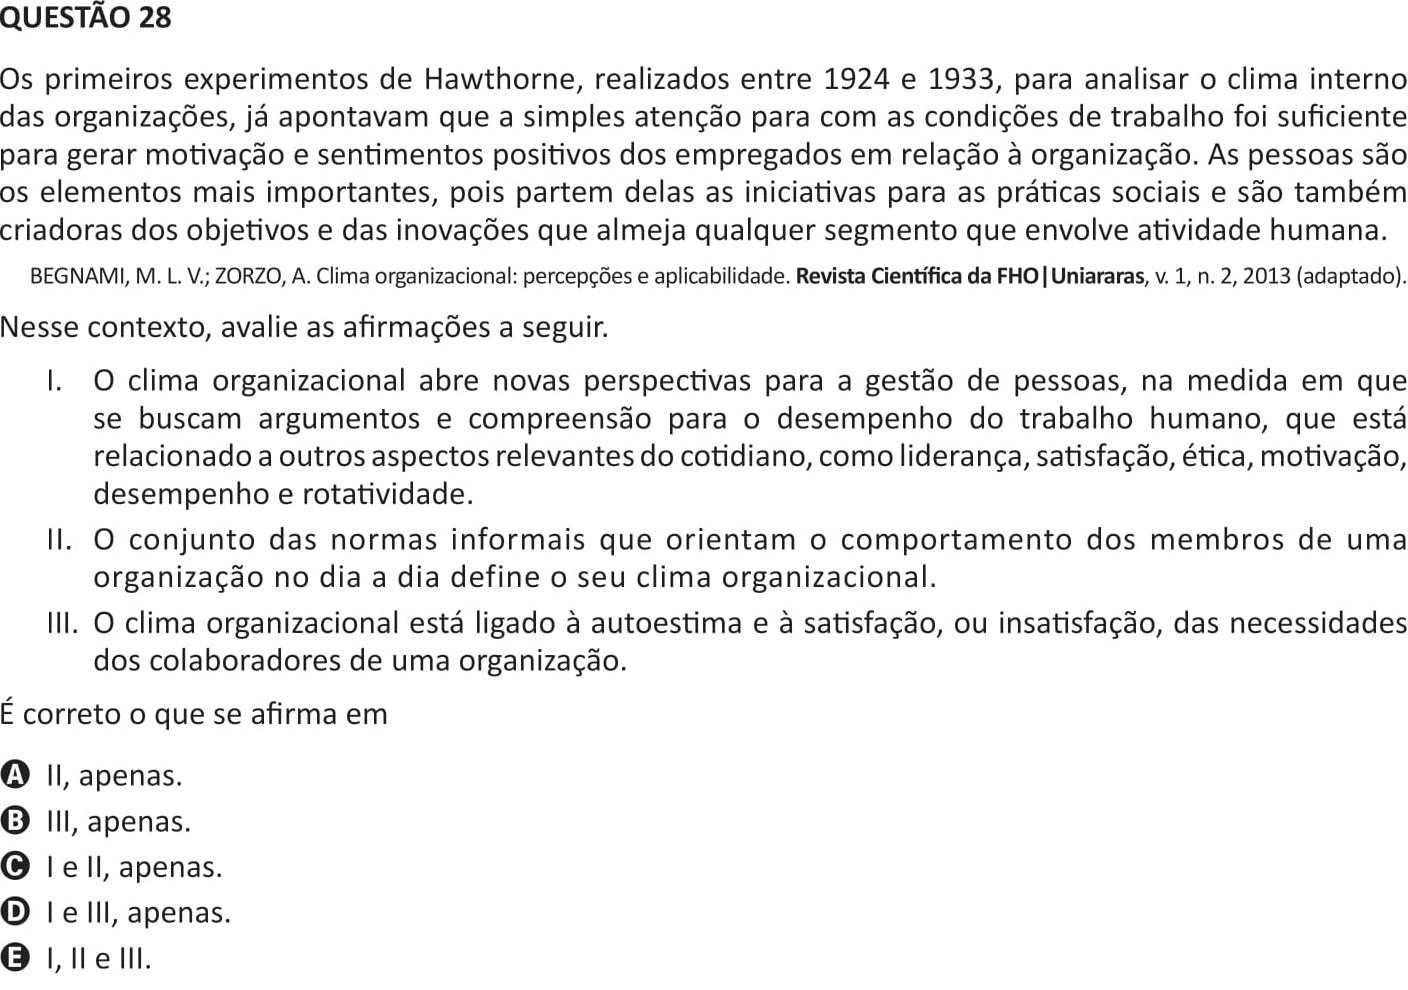 QUESTÃO 28
Os primeiros experimentos de Hawthorne, realizados entre 1924 e 1933, para analisar o clima interno
das organizações, já apontavam que a simples atenção para com as condições de trabalho foi suficiente
para gerar motivação e sentimentos positivos dos empregados em relação à organização. As pessoas são
os elementos mais importantes, pois partem delas as iniciativas para as práticas sociais e são também
criadoras dos objetivos e das inovações que almeja qualquer segmento que envolve atividade humana.
BEGNAMI, M. L. V.; ZORZO, A. Clima organizacional: percepções e aplicabilidade. Revista Científica da FHO|Uniararas, v. 1, n. 2, 2013 (adaptado).
Nesse contexto, avalie as afirmações a seguir.
I. O clima organizacional abre novas perspectivas para a gestão de pessoas, na medida em que
se buscam argumentos e compreensão para o desempenho do trabalho humano, que está
relacionado a outros aspectos relevantes do cotidiano, como liderança, satisfação, ética, motivação,
desempenho e rotatividade.
II. O conjunto das normas informais que orientam o comportamento dos membros de uma
organização no dia a dia define o seu clima organizacional.
III. O clima organizacional está ligado à autoestima e à satisfação, ou insatisfação, das necessidades
dos colaboradores de uma organização.
É correto o que se afirma em
A II, apenas.
B III, apenas.
C I e II, apenas.
D I e III, apenas.
E I, II e III.